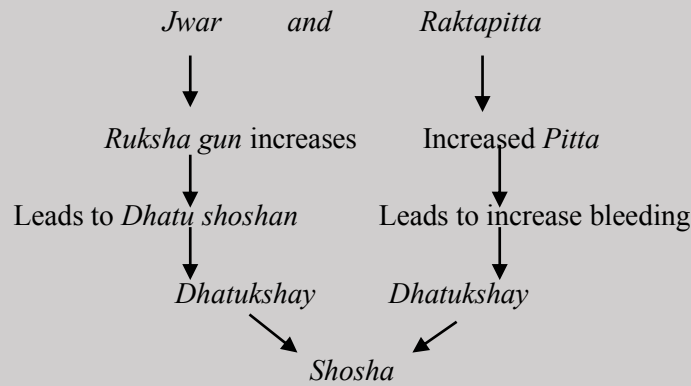 Jwar and Raktapitta
Ruksha gun increases Increased Pitta
Leads to Dhatu shoshan Leads to increase bleeding
Dhatukshay Dhatukshay
Shosha